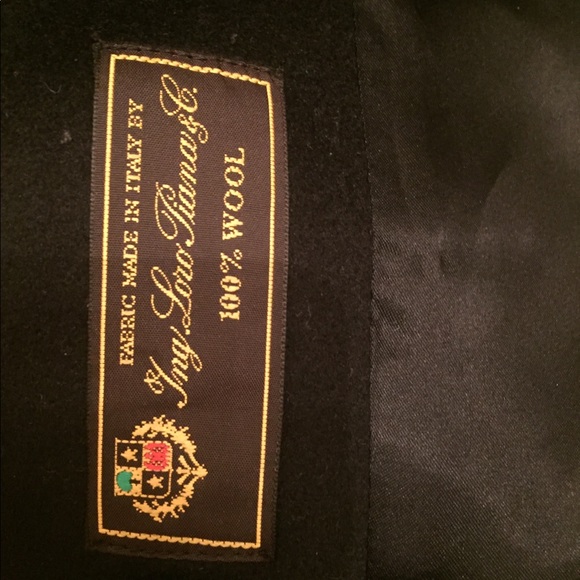 FABRIC MADE IN ITALY BY
Ing. Loro Piana & C.
100% WOOL